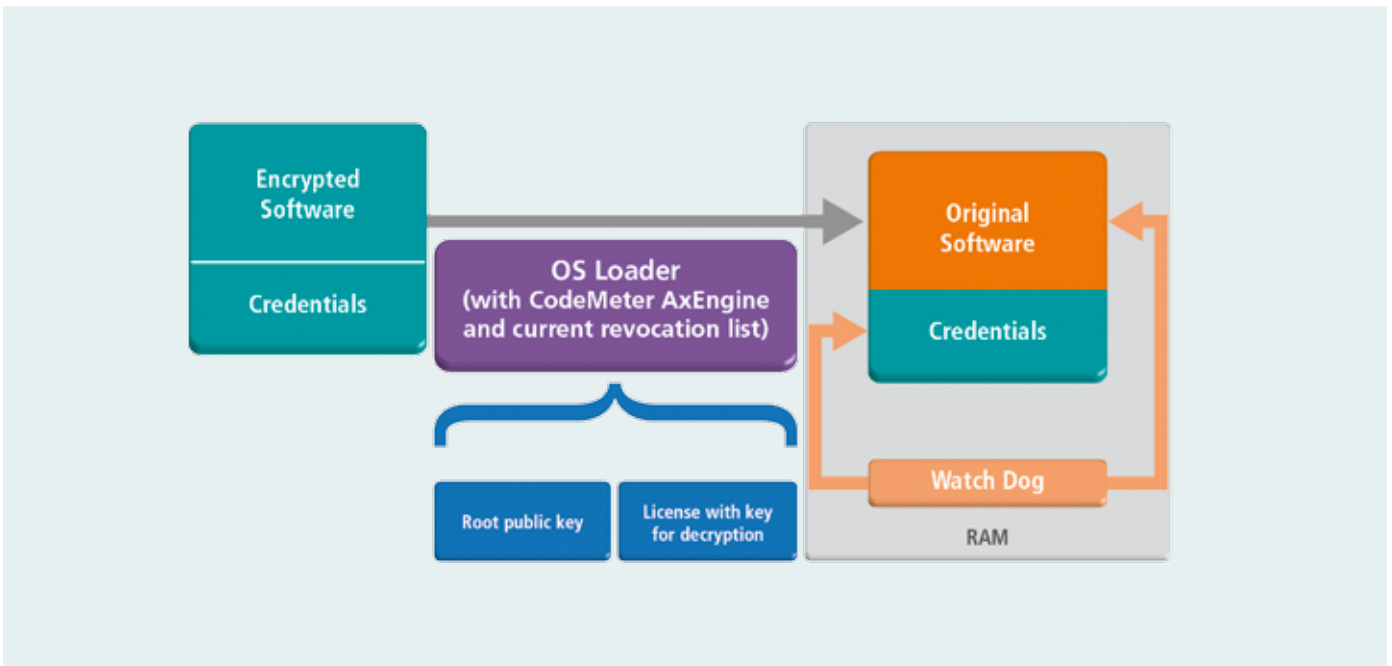 Encrypted
Software
Credentials
OS Loader
(with CodeMeter AxEngine
and current revocation list)
Root public key
License with key
for decryption
Original
Software
Credentials
Watch Dog
RAM